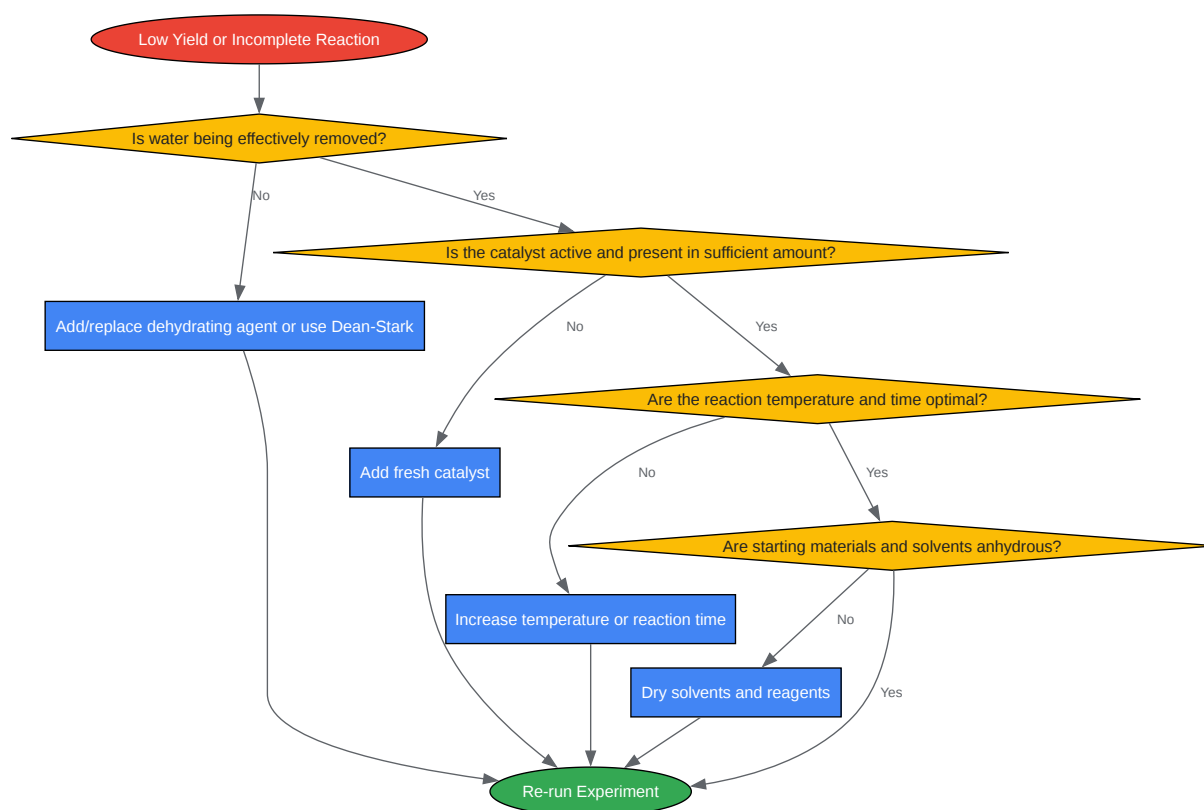 Low Yield or Incomplete Reaction
Is water being effectively removed?
No
Yes
Is the catalyst active and present in sufficient amount?
Add/replace dehydrating agent or use Dean-Stark
No
Yes
Are the reaction temperature and time optimal?
Add fresh catalyst
No
Yes
Are starting materials and solvents anhydrous?
Increase temperature or reaction time
No
Dry solvents and reagents
Yes
Re-run Experiment